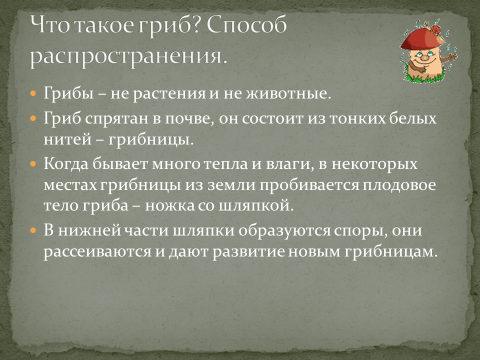 Что такое гриб? Способ
распространения.
Грибы – не растения и не животные.
Гриб спрятан в почве, он состоит из тонких белых
нитей – грибницы.
Когда бывает много тепла и влаги, в некоторых
местах грибницы из земли пробивается плодовое
тело гриба – ножка со шляпкой.
В нижней части шляпки образуются споры, они
рассеиваются и дают развитие новым грибницам.